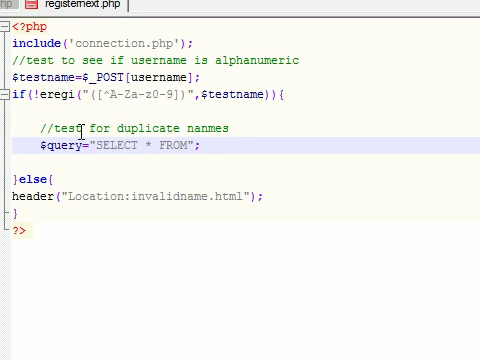 hp registernext.php
<?php
include('connection.php');
//test to see if username is alphanumeric
$testname=$_POST[username];
if(!eregi("([^A-Za-z0-9])",$testname)){
//test for duplicate nanmes
$query="SELECT * FROM";
}else{
header("Location:invalidname.html");
}
?>